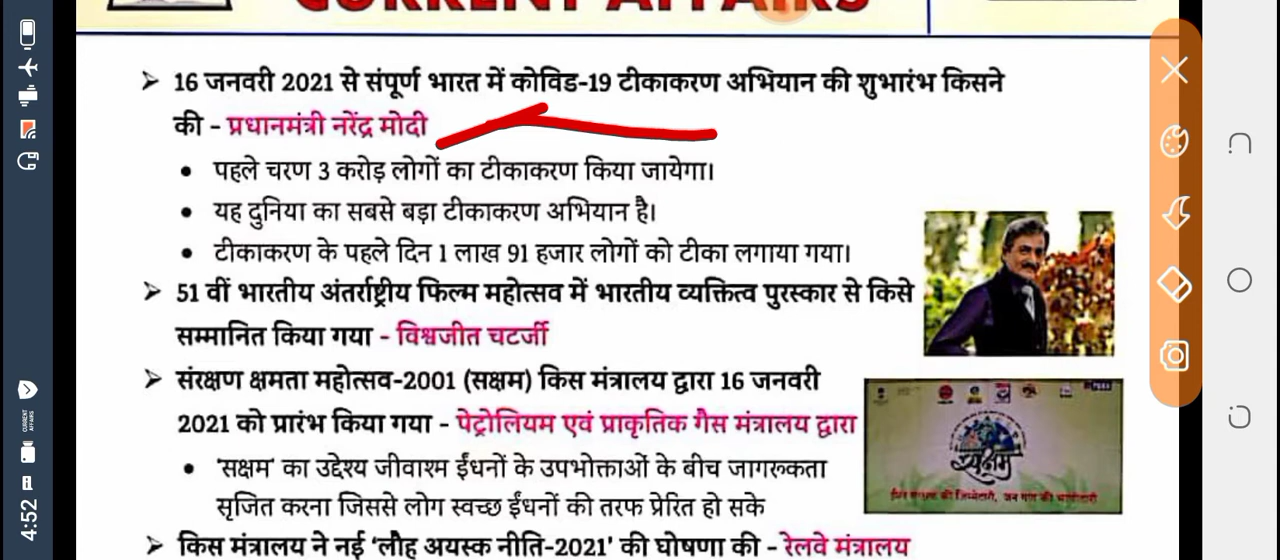 CURRENT AFFAIRS
➢ 16 जनवरी 2021 से संपूर्ण भारत में कोविड-19 टीकाकरण अभियान की शुभारंभ किसने
की - प्रधानमंत्री नरेंद्र मोदी
• पहले चरण 3 करोड़ लोगों का टीकाकरण किया जायेगा।
• यह दुनिया का सबसे बड़ा टीकाकरण अभियान है।
• टीकाकरण के पहले दिन 1 लाख 91 हजार लोगों को टीका लगाया गया।
➢ 51 वीं भारतीय अंतर्राष्ट्रीय फिल्म महोत्सव में भारतीय व्यक्तित्व पुरस्कार से किसे
सम्मानित किया गया - विश्वजीत चटर्जी
➢ संरक्षण क्षमता महोत्सव-2001 (सक्षम) किस मंत्रालय द्वारा 16 जनवरी
2021 को प्रारंभ किया गया - पेट्रोलियम एवं प्राकृतिक गैस मंत्रालय द्वारा
• 'सक्षम' का उद्देश्य जीवाश्म ईंधनों के उपभोक्ताओं के बीच जागरुकता
सृजित करना जिससे लोग स्वच्छ ईंधनों की तरफ प्रेरित हो सके
➢ किस मंत्रालय ने नई 'लौह अयस्क नीति-2021' की घोषणा की - रेलवे मंत्रालय
सक्षम
4:52
CURRENT
AFFAIRS